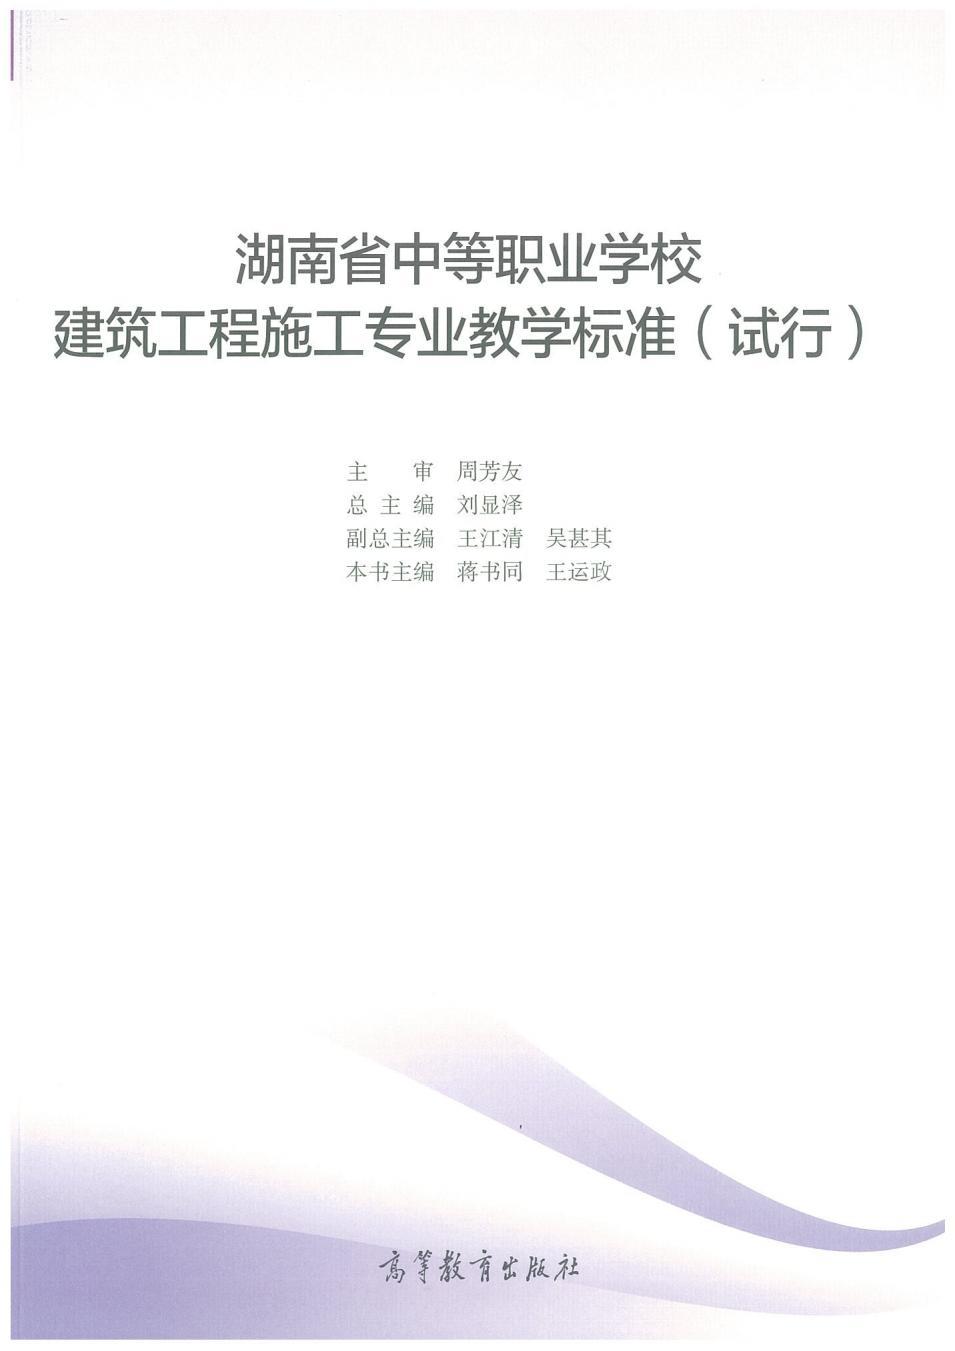 湖南省中等职业学校
建筑工程施工专业教学标准（试行）
主 审 周芳友
总主编 刘显泽
副总主编 王江清 吴甚其
本书主编 蒋书同 王运政
高等教育出版社